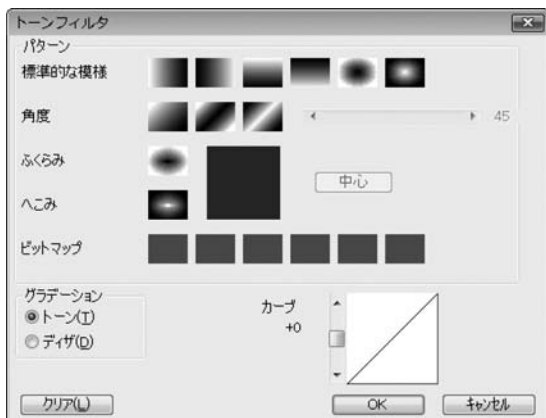 トーンフィルタ
パターン
標準的な模様
角度
45
ふくらみ
中心
へこみ
ビットマップ
グラデーション
トーン(T)
ディザ(D)
カーブ
+0
クリア(L)
OK
キャンセル